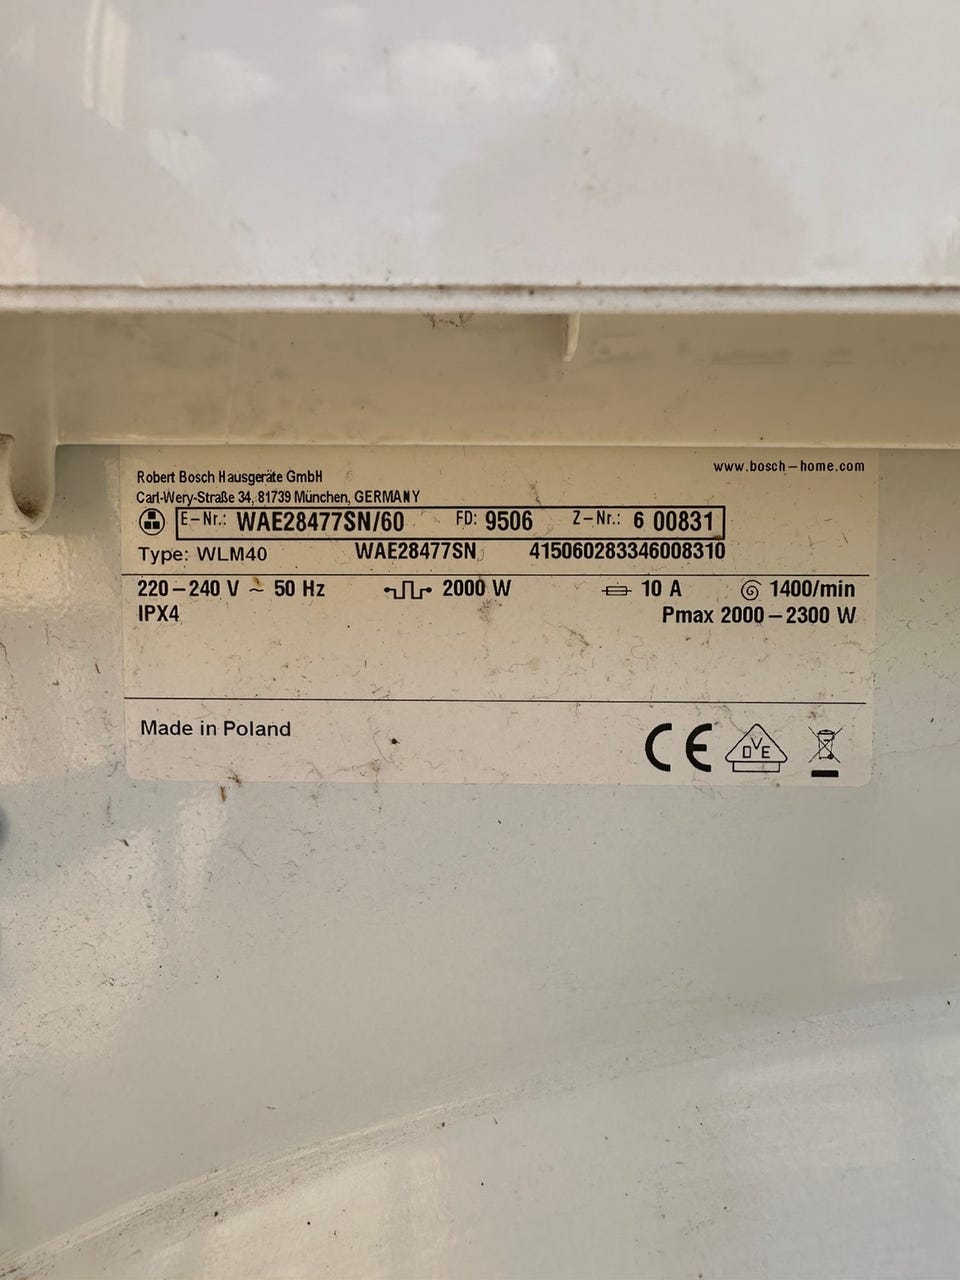 Robert Bosch Hausgeräte GmbH
www.bosch-home.com
Carl-Wery-Straße 34, 81739 München, GERMANY
E-Nr.: WAE28477SN/60 FD: 9506 Z-Nr.: 6 00831
Type: WLM40 WAE28477SN 415060283346008310
220-240 V ~ 50 Hz 2000 W 10 A 1400/min
IPX4 Pmax 2000-2300 W
Made in Poland CE DVE